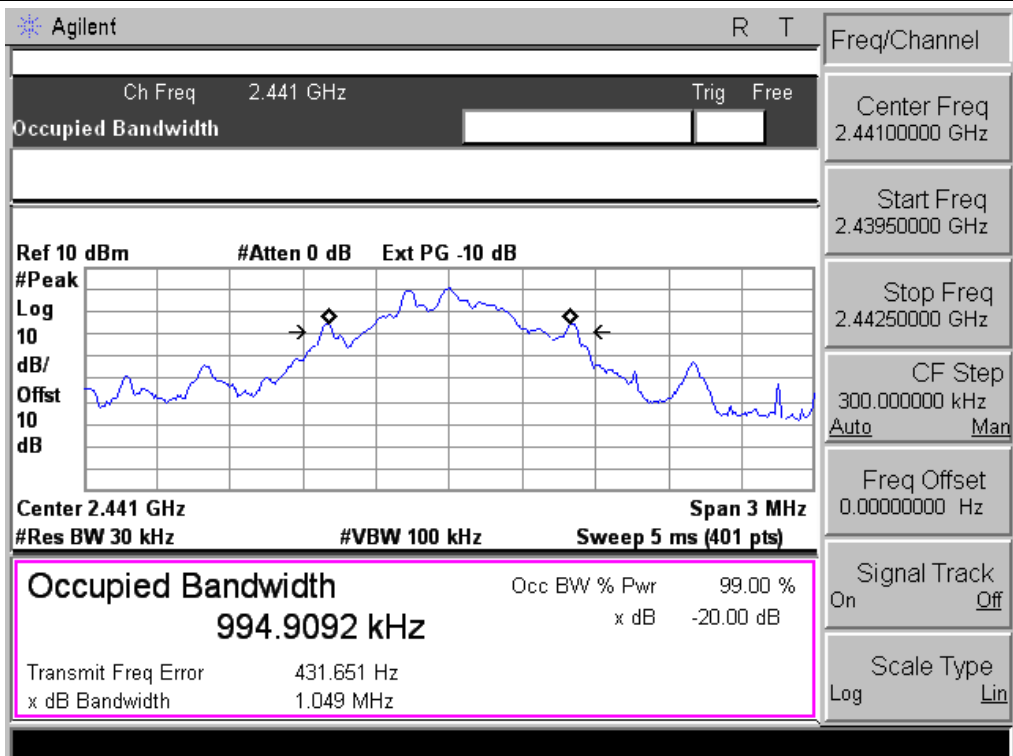 Agilent R T
Ch Freq 2.441 GHz Trig Free
Occupied Bandwidth
Ref 10 dBm #Atten 0 dB Ext PG -10 dB
#Peak
Log
10
dB/
Offst
10
dB
Center 2.441 GHz Span 3 MHz
#Res BW 30 kHz #VBW 100 kHz Sweep 5 ms (401 pts)
Occupied Bandwidth Occ BW % Pwr 99.00 %
994.9092 kHz x dB -20.00 dB
Transmit Freq Error 431.651 Hz
x dB Bandwidth 1.049 MHz
Freq/Channel
Center Freq
2.44100000 GHz
Start Freq
2.43950000 GHz
Stop Freq
2.44250000 GHz
CF Step
300.000000 kHz
Auto Man
Freq Offset
0.00000000 Hz
Signal Track
On Off
Scale Type
Log Lin